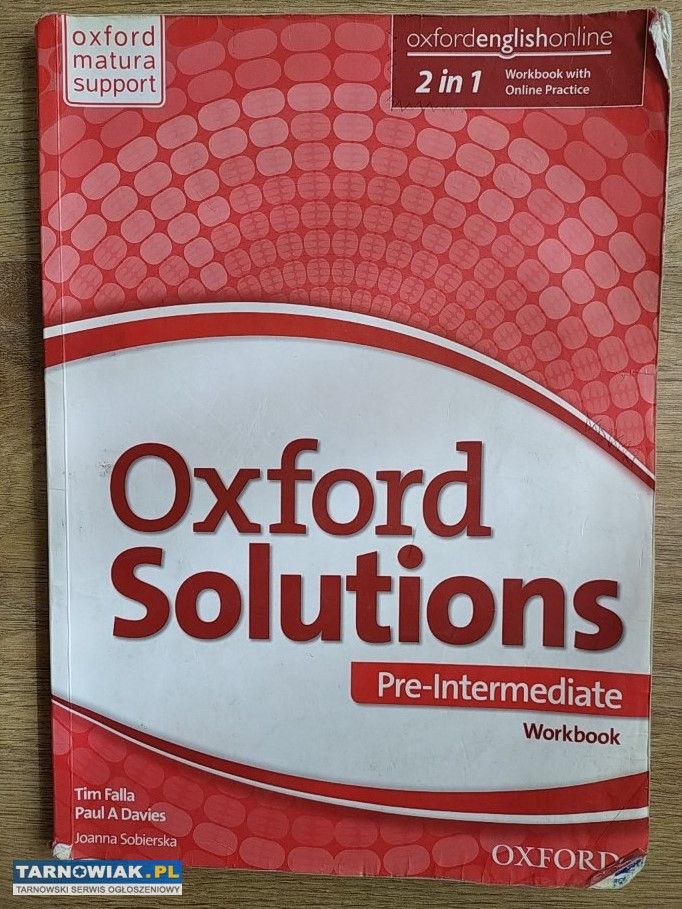 oxford
matura
support
oxfordenglishonline
2 in 1
Workbook with
Online Practice
Oxford
Solutions
Pre-Intermediate
Workbook
Tim Falla
Paul A Davies
Joanna Sobierska
OXFORD
TARNOWIAK.PL
TARNOWSKI SERWIS OGŁOSZENIOWY